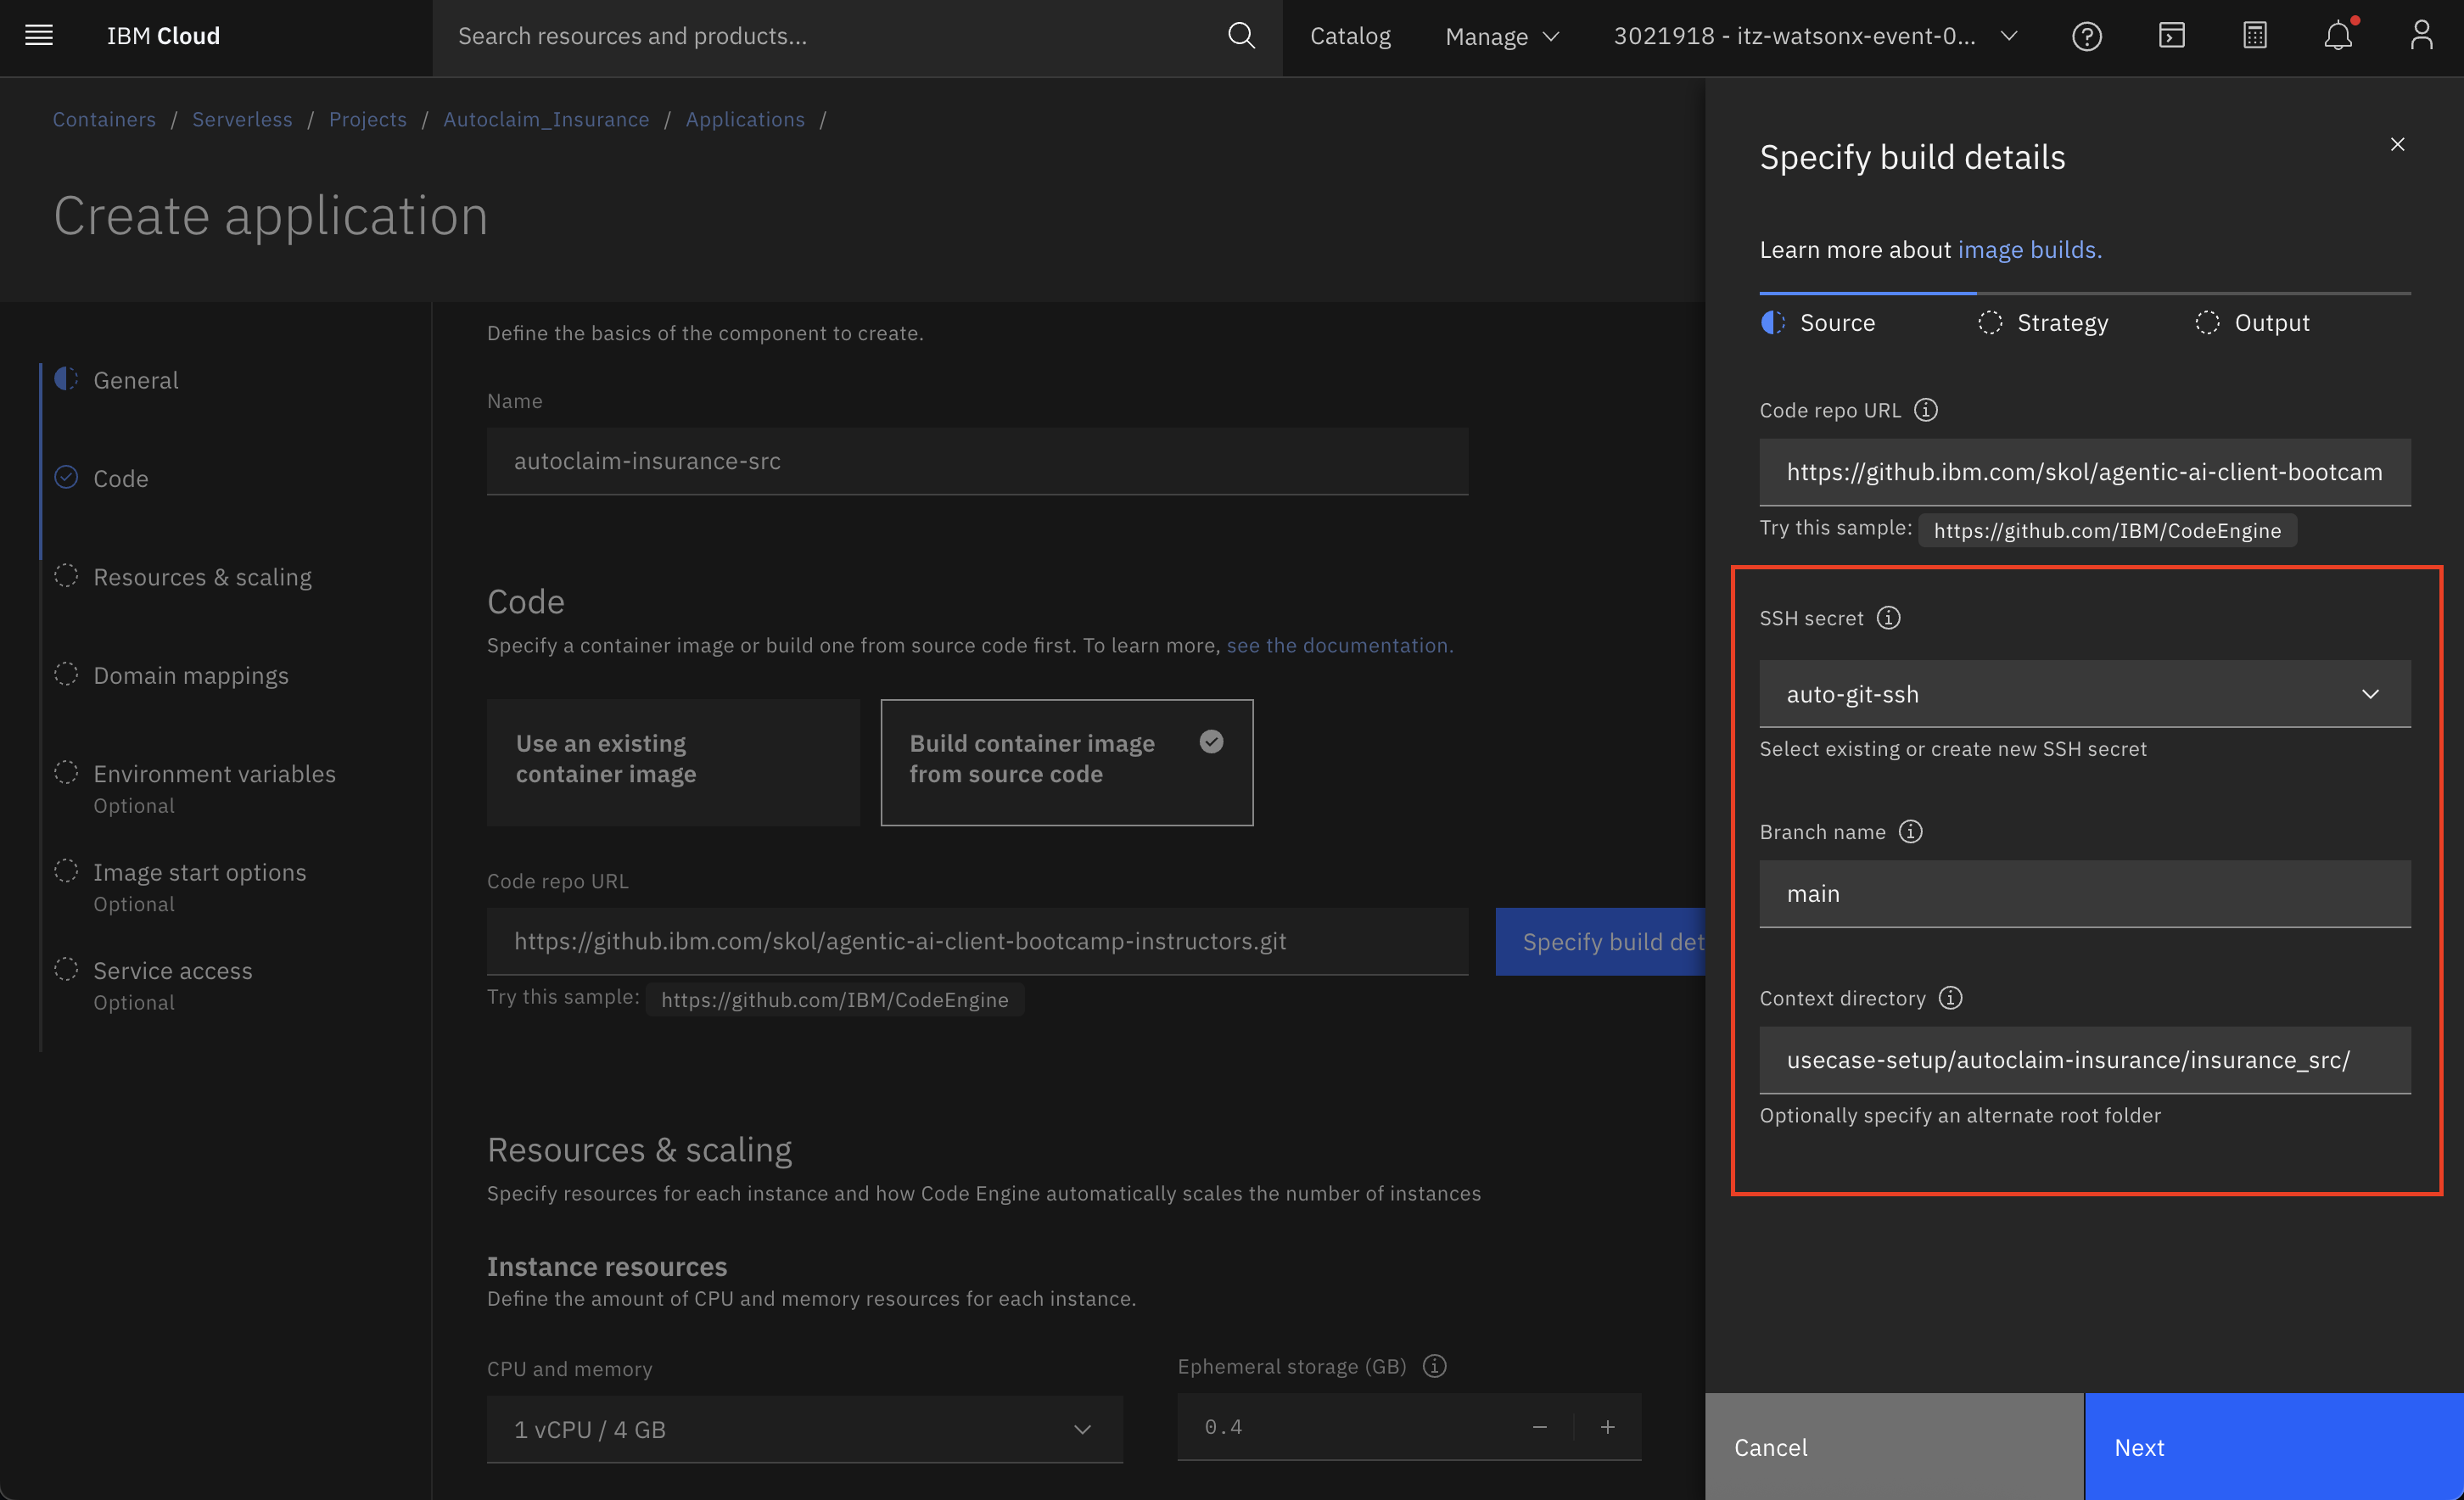 IBM Cloud
Search resources and products...
Catalog
Manage
3021918 - itz-watsonx-event-0...
Containers / Serverless / Projects / Autoclaim_Insurance / Applications /
Create application
General
Code
Resources & scaling
Domain mappings
Environment variables
Optional
Image start options
Optional
Service access
Optional
Define the basics of the component to create.
Name
autoclaim-insurance-src
Code
Specify a container image or build one from source code first. To learn more, see the documentation.
Use an existing
container image
Build container image
from source code
Code repo URL
https://github.ibm.com/skol/agentic-ai-client-bootcamp-instructors.git
Specify build det
Try this sample: https://github.com/IBM/CodeEngine
Resources & scaling
Specify resources for each instance and how Code Engine automatically scales the number of instances
Instance resources
Define the amount of CPU and memory resources for each instance.
CPU and memory
1 vCPU / 4 GB
Ephemeral storage (GB)
0.4
Specify build details
Learn more about image builds.
Source
Strategy
Output
Code repo URL
https://github.ibm.com/skol/agentic-ai-client-bootcam
Try this sample: https://github.com/IBM/CodeEngine
SSH secret
auto-git-ssh
Select existing or create new SSH secret
Branch name
main
Context directory
usecase-setup/autoclaim-insurance/insurance_src/
Optionally specify an alternate root folder
Cancel
Next